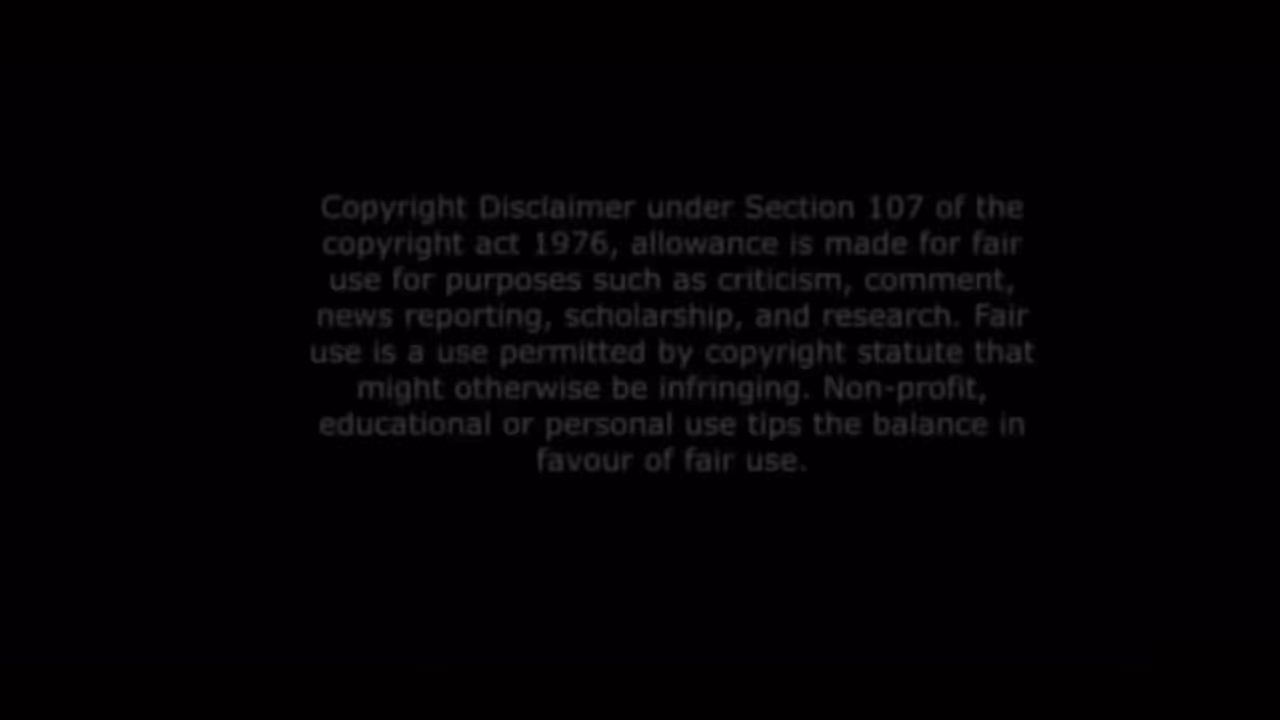 Copyright Disclaimer under Section 107 of the
copyright act 1976, allowance is made for fair
use for purposes such as criticism, comment,
news reporting, scholarship, and research. Fair
use is a use permitted by copyright statute that
might otherwise be infringing. Non-profit,
educational or personal use tips the balance in
favour of fair use.